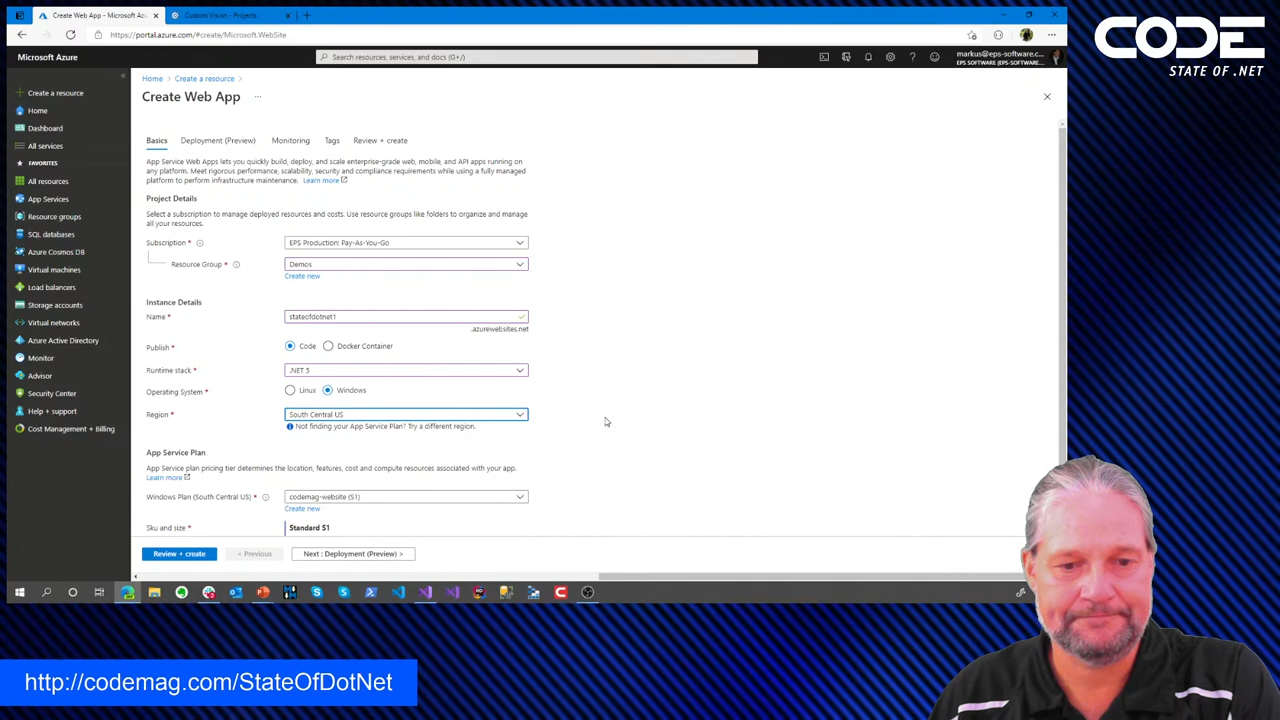 Create Web App - Microsoft Az
Custom Vision - Projects
https://portal.azure.com/#create/Microsoft.WebSite
CODE
STATE OF .NET
Microsoft Azure
Search resources, services, and docs (G+/)
markus@eps-software.c...
EPS SOFTWARE (EPS-SOFTWARE....
Home
Create a resource
Create Web App
...
Create a resource
Home
Dashboard
All services
FAVORITES
All resources
App Services
Resource groups
SQL databases
Azure Cosmos DB
Virtual machines
Load balancers
Storage accounts
Virtual networks
Azure Active Directory
Monitor
Advisor
Security Center
Help + support
Cost Management + Billing
Basics
Deployment (Preview)
Monitoring
Tags
Review + create
App Service Web Apps lets you quickly build, deploy, and scale enterprise-grade web, mobile, and API apps running on
any platform. Meet rigorous performance, scalability, security and compliance requirements while using a fully managed
platform to perform infrastructure maintenance. Learn more
Project Details
Select a subscription to manage deployed resources and costs. Use resource groups like folders to organize and manage
all your resources.
Subscription *
EPS Production: Pay-As-You-Go
Resource Group *
Demos
Create new
Instance Details
Name *
stateofdotnet1
.azurewebsites.net
Publish *
Code
Docker Container
Runtime stack *
.NET 5
Operating System *
Linux
Windows
Region *
South Central US
Not finding your App Service Plan? Try a different region.
App Service Plan
App Service plan pricing tier determines the location, features, cost and compute resources associated with your app.
Learn more
Windows Plan (South Central US) *
codemag-website (S1)
Create new
Sku and size *
Standard S1
Review + create
< Previous
Next : Deployment (Preview) >
http://codemag.com/StateOfDotNet